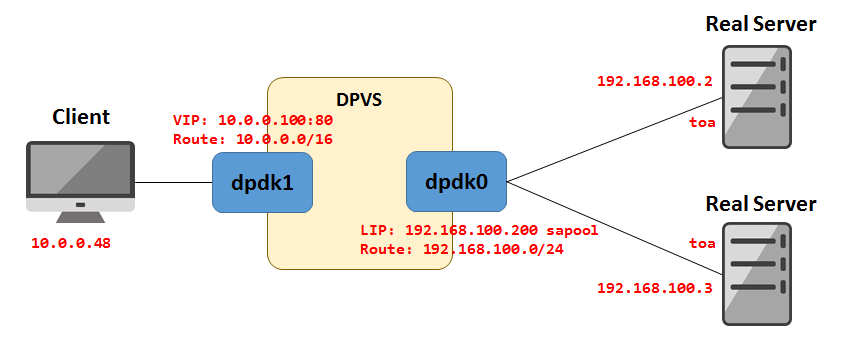 Real Server
192.168.100.2
toa
DPVS
Client
VIP: 10.0.0.100:80
Route: 10.0.0.0/16
dpdk1
dpdk0
10.0.0.48
LIP: 192.168.100.200 sapool
Route: 192.168.100.0/24
Real Server
toa
192.168.100.3